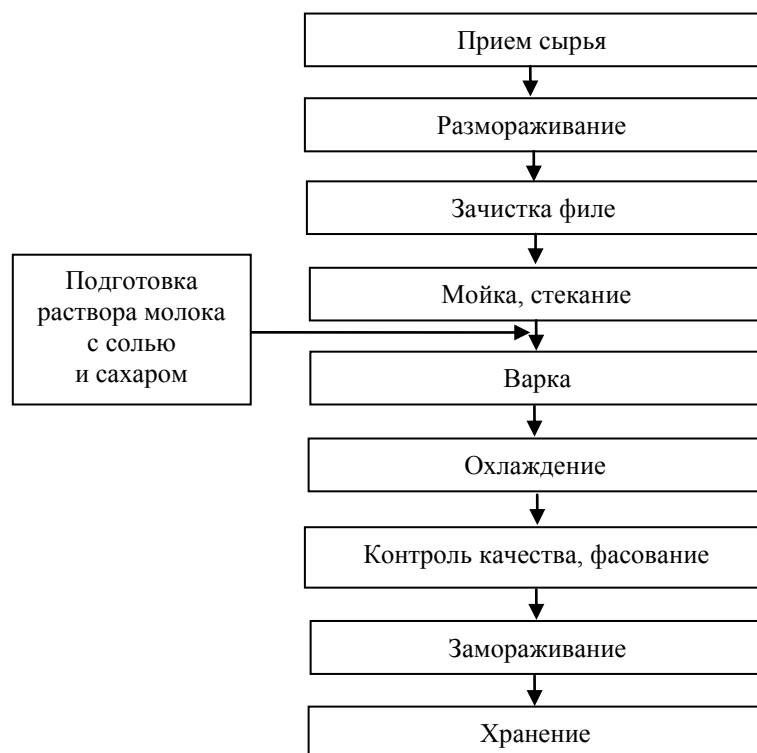 Прием сырья
Размораживание
Зачистка филе
Мойка, стекание
Подготовка
раствора молока
с солью
и сахаром
Варка
Охлаждение
Контроль качества, фасование
Замораживание
Хранение